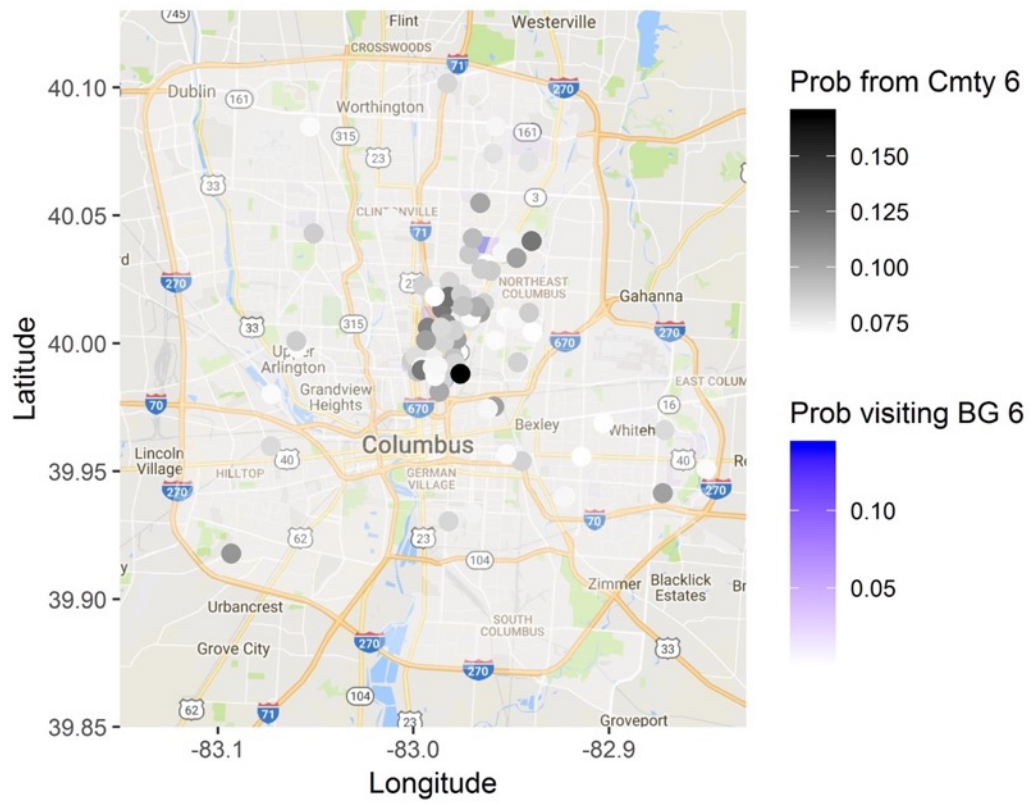 745
Flint
Westerville
CROSSWOODS
71
270
Dublin
161
Worthington
315
161
23
33
3
CLINTONVILLE
71
270
NORTHEAST
COLUMBUS
Gahanna
33
315
270
670
Upper
Arlington
Grandview
Heights
EAST COLUM
70
670
16
Bexley
Whiteh
Columbus
Lincoln
Village
HILLTOP
40
GERMAN
VILLAGE
40
270
270
70
62
23
104
Zimmer
Blacklick
Estates
Urbancrest
SOUTH
COLUMBUS
Grove City
270
270
33
62
71
104
23
Groveport
40.10
40.05
40.00
39.95
39.90
39.85
-83.1
-83.0
-82.9
Latitude
Longitude
Prob from Cmty 6
0.150
0.125
0.100
0.075
Prob visiting BG 6
0.10
0.05